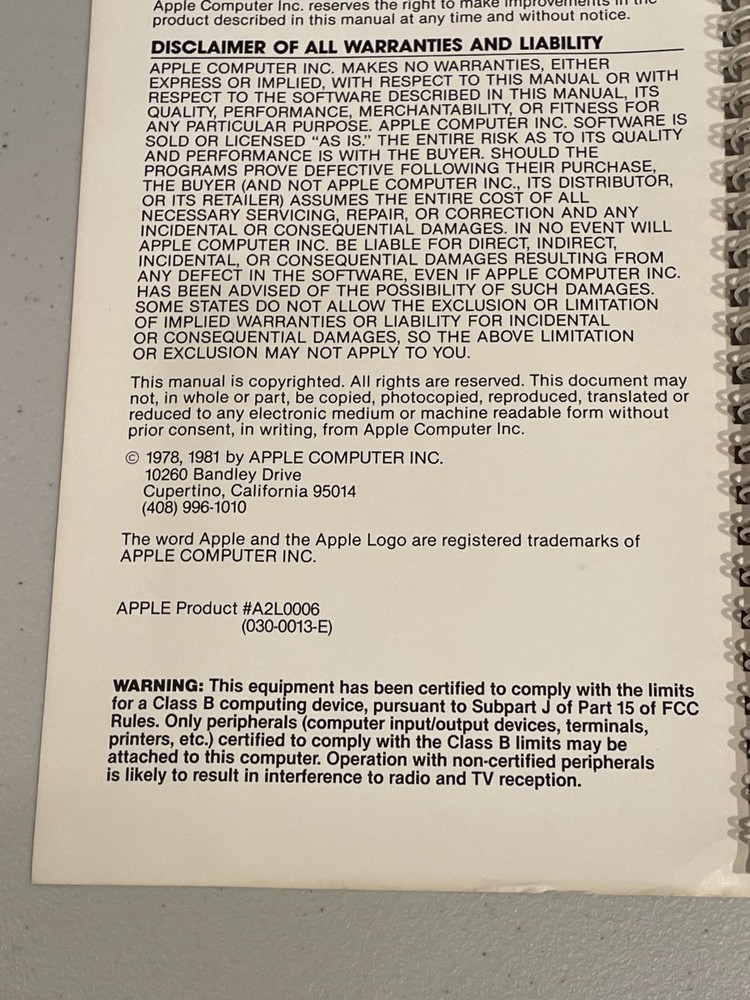 Apple Computer Inc. reserves the right to make improvements in the
product described in this manual at any time and without notice.
DISCLAIMER OF ALL WARRANTIES AND LIABILITY
APPLE COMPUTER INC. MAKES NO WARRANTIES, EITHER
EXPRESS OR IMPLIED, WITH RESPECT TO THIS MANUAL OR WITH
RESPECT TO THE SOFTWARE DESCRIBED IN THIS MANUAL, ITS
QUALITY, PERFORMANCE, MERCHANTABILITY, OR FITNESS FOR
ANY PARTICULAR PURPOSE. APPLE COMPUTER INC. SOFTWARE IS
SOLD OR LICENSED “AS IS.” THE ENTIRE RISK AS TO ITS QUALITY
AND PERFORMANCE IS WITH THE BUYER. SHOULD THE
PROGRAMS PROVE DEFECTIVE FOLLOWING THEIR PURCHASE,
THE BUYER (AND NOT APPLE COMPUTER INC., ITS DISTRIBUTOR,
OR ITS RETAILER) ASSUMES THE ENTIRE COST OF ALL
NECESSARY SERVICING, REPAIR, OR CORRECTION AND ANY
INCIDENTAL OR CONSEQUENTIAL DAMAGES. IN NO EVENT WILL
APPLE COMPUTER INC. BE LIABLE FOR DIRECT, INDIRECT,
INCIDENTAL, OR CONSEQUENTIAL DAMAGES RESULTING FROM
ANY DEFECT IN THE SOFTWARE, EVEN IF APPLE COMPUTER INC.
HAS BEEN ADVISED OF THE POSSIBILITY OF SUCH DAMAGES.
SOME STATES DO NOT ALLOW THE EXCLUSION OR LIMITATION
OF IMPLIED WARRANTIES OR LIABILITY FOR INCIDENTAL
OR CONSEQUENTIAL DAMAGES, SO THE ABOVE LIMITATION
OR EXCLUSION MAY NOT APPLY TO YOU.
This manual is copyrighted. All rights are reserved. This document may
not, in whole or part, be copied, photocopied, reproduced, translated or
reduced to any electronic medium or machine readable form without
prior consent, in writing, from Apple Computer Inc.
© 1978, 1981 by APPLE COMPUTER INC.
10260 Bandley Drive
Cupertino, California 95014
(408) 996-1010
The word Apple and the Apple Logo are registered trademarks of
APPLE COMPUTER INC.
APPLE Product #A2L0006
(030-0013-E)
WARNING: This equipment has been certified to comply with the limits
for a Class B computing device, pursuant to Subpart J of Part 15 of FCC
Rules. Only peripherals (computer input/output devices, terminals,
printers, etc.) certified to comply with the Class B limits may be
attached to this computer. Operation with non-certified peripherals
is likely to result in interference to radio and TV reception.